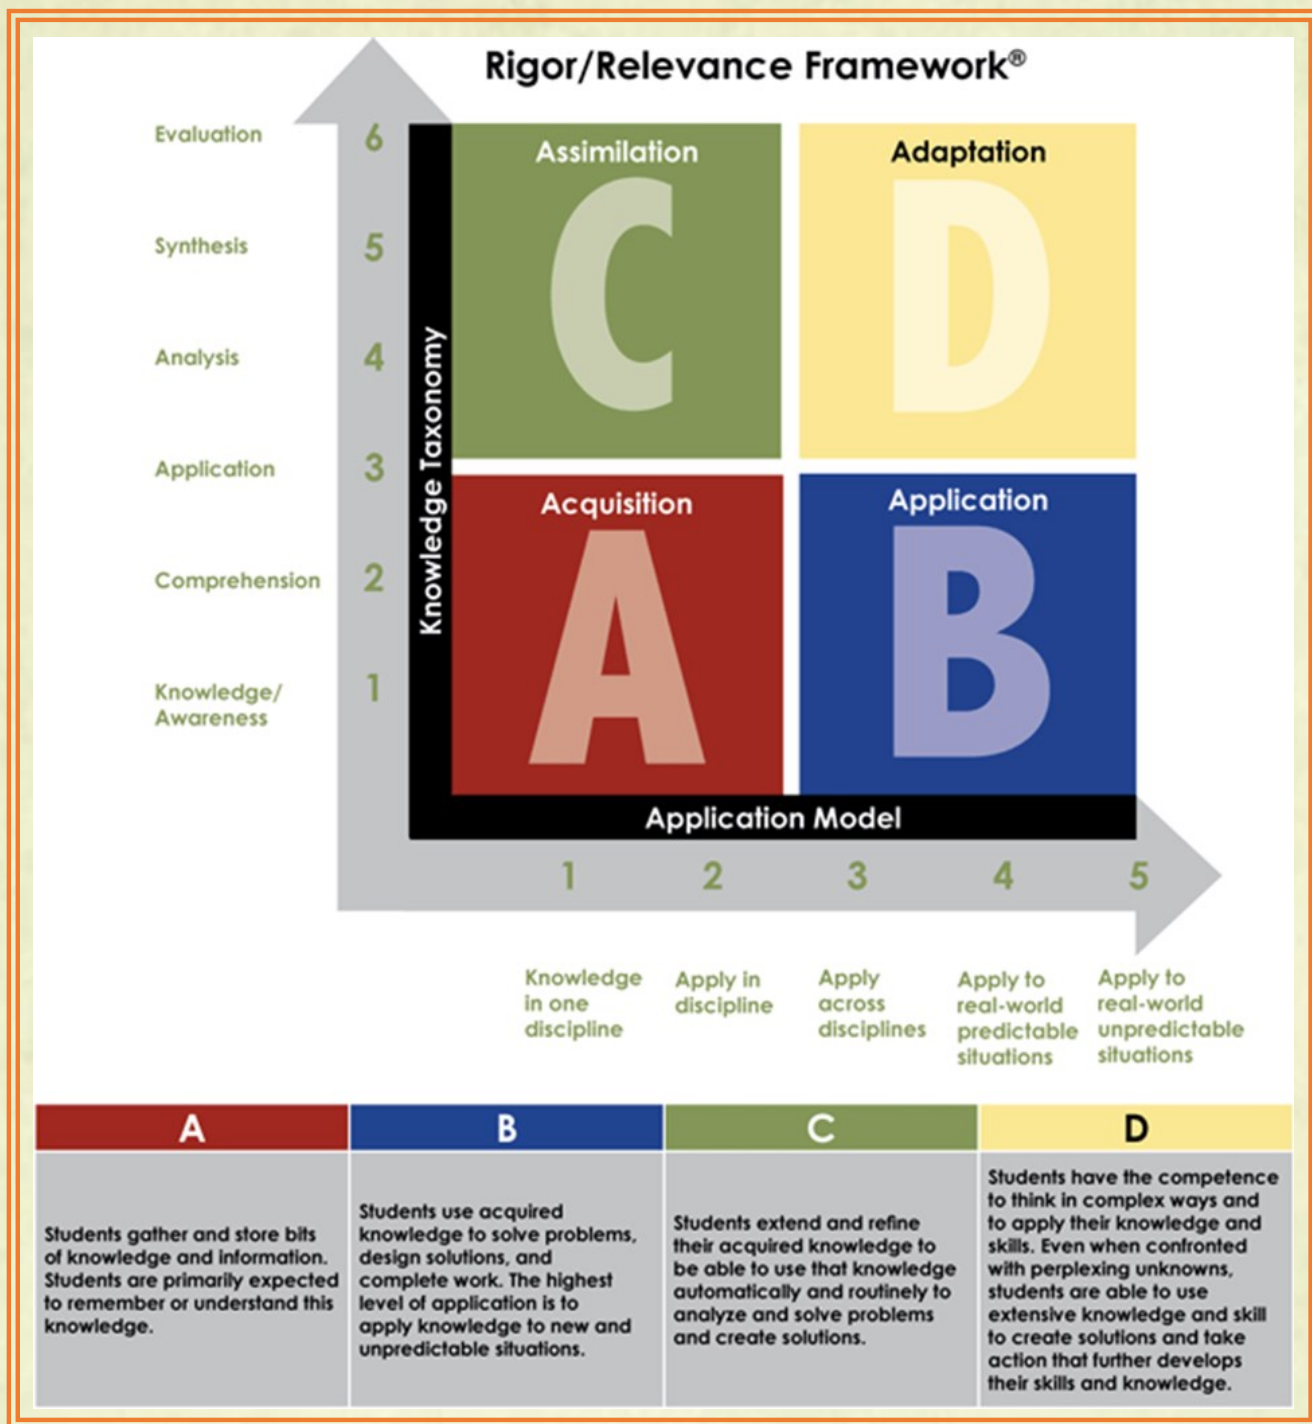 Rigor/Relevance Framework®
Evaluation
6
Synthesis
5
Analysis
4
Application
3
Comprehension
2
Knowledge/
Awareness
1
Knowledge Taxonomy
Assimilation
C
Adaptation
D
Acquisition
A
Application
B
Application Model
1 2 3 4 5
Knowledge
in one
discipline
Apply in
discipline
Apply
across
disciplines
Apply to
real-world
predictable
situations
Apply to
real-world
unpredictable
situations
A
Students gather and store bits
of knowledge and information.
Students are primarily expected
to remember or understand this
knowledge.
B
Students use acquired
knowledge to solve problems,
design solutions, and
complete work. The highest
level of application is to
apply knowledge to new and
unpredictable situations.
C
Students extend and refine
their acquired knowledge to
be able to use that knowledge
automatically and routinely to
analyze and solve problems
and create solutions.
D
Students have the competence
to think in complex ways and
to apply their knowledge and
skills. Even when confronted
with perplexing unknowns,
students are able to use
extensive knowledge and skill
to create solutions and take
action that further develops
their skills and knowledge.